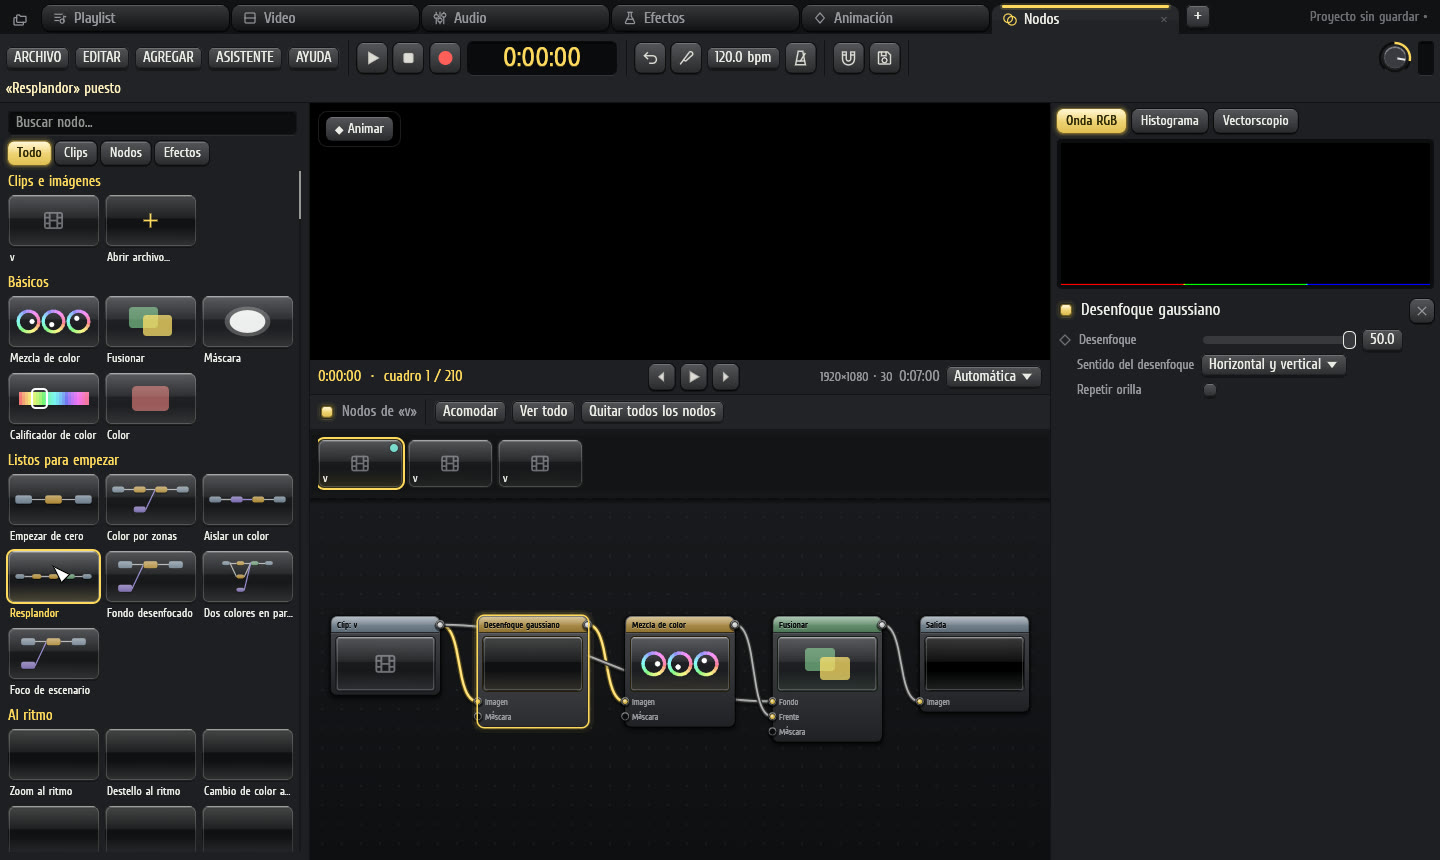 Playlist
Video
Audio
Efectos
Animación
Nodos
×
+
Proyecto sin guardar •
ARCHIVO
EDITAR
AGREGAR
ASISTENTE
AYUDA
0:00:00
120.0 bpm
«Resplandor» puesto
Buscar nodo...
Todo
Clips
Nodos
Efectos
Clips e imágenes
v
Abrir archivo...
Básicos
Mezcla de color
Fusionar
Máscara
Calificador de color
Color
Listos para empezar
Empezar de cero
Color por zonas
Aislar un color
Resplandor
Fondo desenfocado
Dos colores en par...
Foco de escenario
Al ritmo
Zoom al ritmo
Destello al ritmo
Cambio de color a...
Animar
0:00:00 · cuadro 1 / 210
1920×1080 · 30
0:07:00
Automática
Nodos de «v»
Acomodar
Ver todo
Quitar todos los nodos
v
v
v
Clip: v
Desenfoque gaussiano
Imagen
Máscara
Mezcla de color
Imagen
Máscara
Fusionar
Fondo
Frente
Máscara
Salida
Imagen
Onda RGB
Histograma
Vectorscopio
Desenfoque gaussiano
Desenfoque
50.0
Sentido del desenfoque
Horizontal y vertical
Repetir orilla